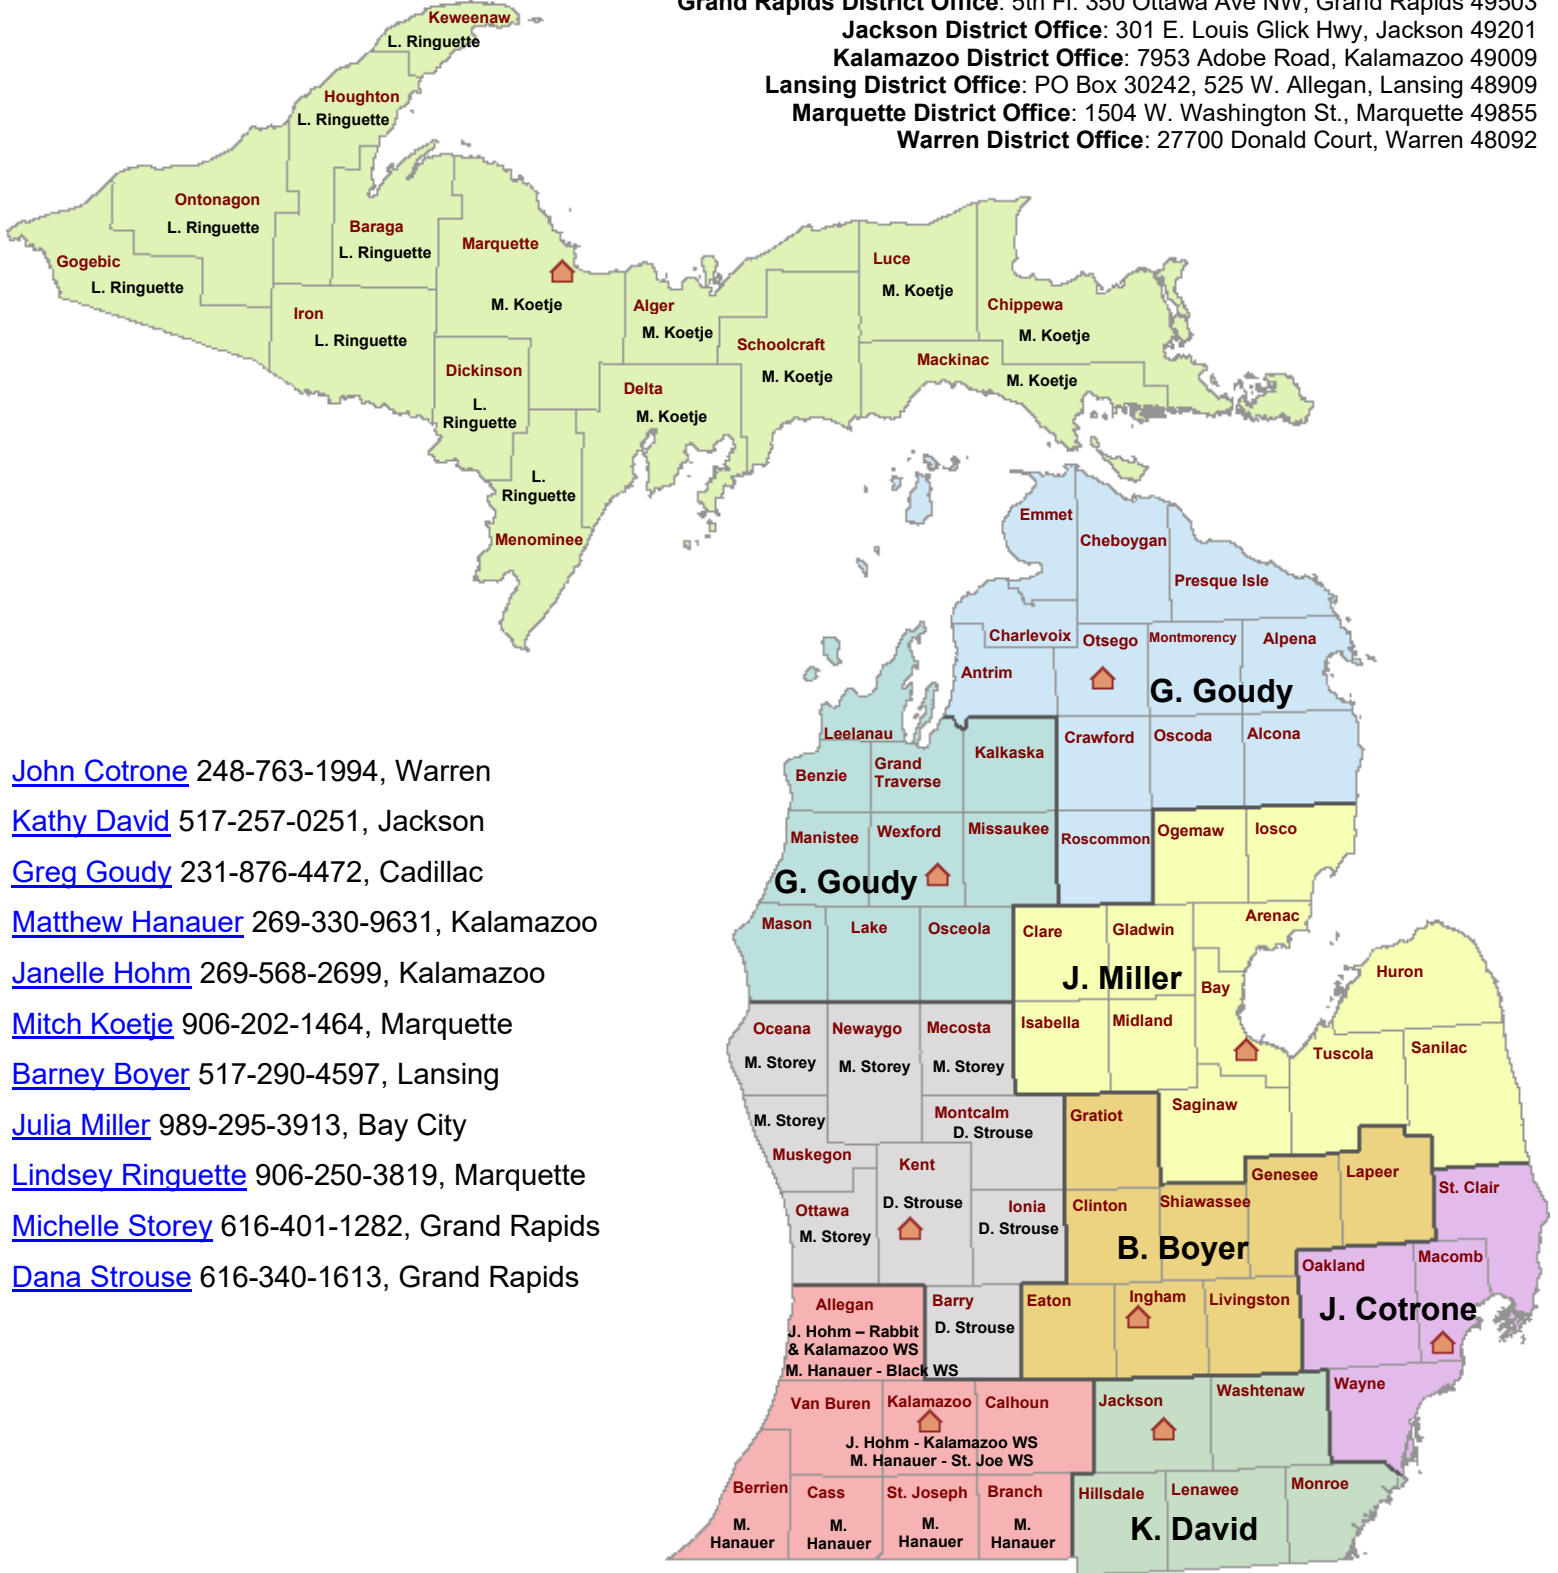 Grand Rapids District Office: 5th Fl. 350 Ottawa Ave NW, Grand Rapids 49503
Jackson District Office: 301 E. Louis Glick Hwy, Jackson 49201
Kalamazoo District Office: 7953 Adobe Road, Kalamazoo 49009
Lansing District Office: PO Box 30242, 525 W. Allegan, Lansing 48909
Marquette District Office: 1504 W. Washington St., Marquette 49855
Warren District Office: 27700 Donald Court, Warren 48092
Keweenaw
L. Ringuette
Houghton
L. Ringuette
Ontonagon
L. Ringuette
Baraga
L. Ringuette
Gogebic
L. Ringuette
Marquette
M. Koetje
Iron
L. Ringuette
Dickinson
L.
Ringuette
L.
Ringuette
Menominee
Alger
M. Koetje
Delta
M. Koetje
Schoolcraft
M. Koetje
Luce
M. Koetje
Chippewa
M. Koetje
Mackinac
M. Koetje
Emmet
Cheboygan
Presque Isle
Charlevoix
Otsego
Montmorency
Alpena
Antrim
G. Goudy
Crawford
Oscoda
Alcona
Roscommon
Leelanau
Kalkaska
Benzie
Grand
Traverse
Manistee
Wexford
Missaukee
G. Goudy
Mason
Lake
Osceola
Ogemaw
Iosco
Arenac
Clare
Gladwin
J. Miller
Bay
Isabella
Midland
Huron
Tuscola
Sanilac
Saginaw
Oceana
M. Storey
Newaygo
M. Storey
Mecosta
M. Storey
M. Storey
Muskegon
Montcalm
D. Strouse
Kent
D. Strouse
Ottawa
M. Storey
Ionia
D. Strouse
Barry
D. Strouse
Gratiot
Clinton
Shiawassee
Genesee
Lapeer
B. Boyer
Eaton
Ingham
Livingston
St. Clair
Oakland
Macomb
J. Cotrone
Wayne
Allegan
J. Hohm – Rabbit
& Kalamazoo WS
M. Hanauer - Black WS
Van Buren
Kalamazoo
Calhoun
J. Hohm - Kalamazoo WS
M. Hanauer - St. Joe WS
Berrien
M.
Hanauer
Cass
M.
Hanauer
St. Joseph
M.
Hanauer
Branch
M.
Hanauer
Jackson
Washtenaw
Hillsdale
Lenawee
Monroe
K. David
John Cotrone 248-763-1994, Warren
Kathy David 517-257-0251, Jackson
Greg Goudy 231-876-4472, Cadillac
Matthew Hanauer 269-330-9631, Kalamazoo
Janelle Hohm 269-568-2699, Kalamazoo
Mitch Koetje 906-202-1464, Marquette
Barney Boyer 517-290-4597, Lansing
Julia Miller 989-295-3913, Bay City
Lindsey Ringuette 906-250-3819, Marquette
Michelle Storey 616-401-1282, Grand Rapids
Dana Strouse 616-340-1613, Grand Rapids